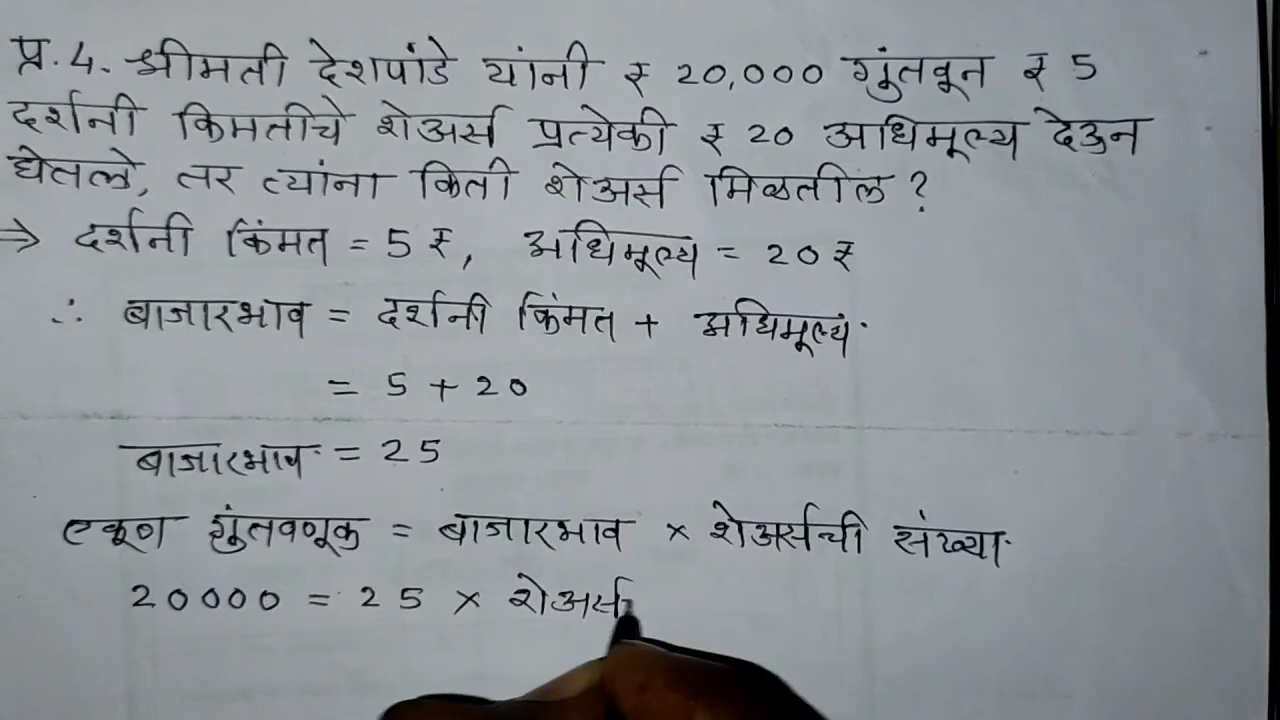 प्र. 4. श्रीमती देशपांडे यांनी ₹ 20,000 गुंतवून ₹ 5
दर्शनी किमतीचे शेअर्स प्रत्येकी ₹ 20 अधिमूल्य देऊन
घेतले, तर त्यांना किती शेअर्स मिळतील ?
⇒ दर्शनी किंमत = 5 ₹, अधिमूल्य = 20 ₹
∴ बाजारभाव = दर्शनी किंमत + अधिमूल्य
= 5 + 20
बाजारभाव = 25
एकूण गुंतवणूक = बाजारभाव × शेअर्सची संख्या
20000 = 25 × शेअर्स